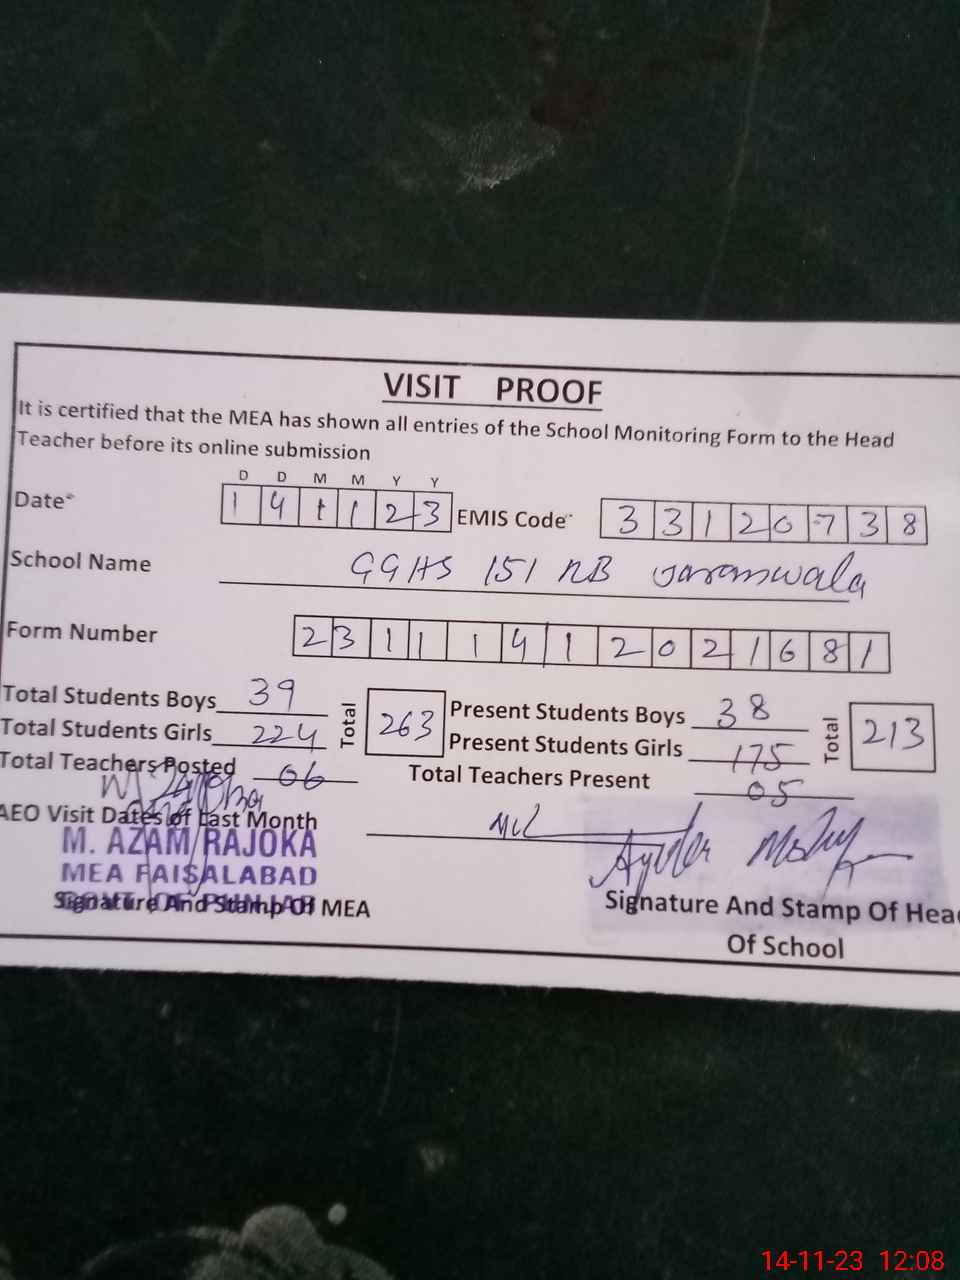 VISIT PROOF
It is certified that the MEA has shown all entries of the School Monitoring Form to the Head
Teacher before its online submission
D D M M Y Y
Date 1 4 1 1 2 3 EMIS Code 3 3 1 2 0 7 3 8
School Name GGHS 151 RB
Form Number 2 3 1 1 1 4 1 2 0 2 1 6 8 1
Total Students Boys 39 Total 263 Present Students Boys 38 Total 213
Total Students Girls 224 Present Students Girls 175
Total Teachers Posted 06 Total Teachers Present 05
AEO Visit Dates of Last Month Nil
M. AZAM RAJOKA
MEA FAISALABAD
GOVT. OF PUNJAB
Signature And Stamp Of MEA Signature And Stamp Of Head
Of School
14-11-23 12:08